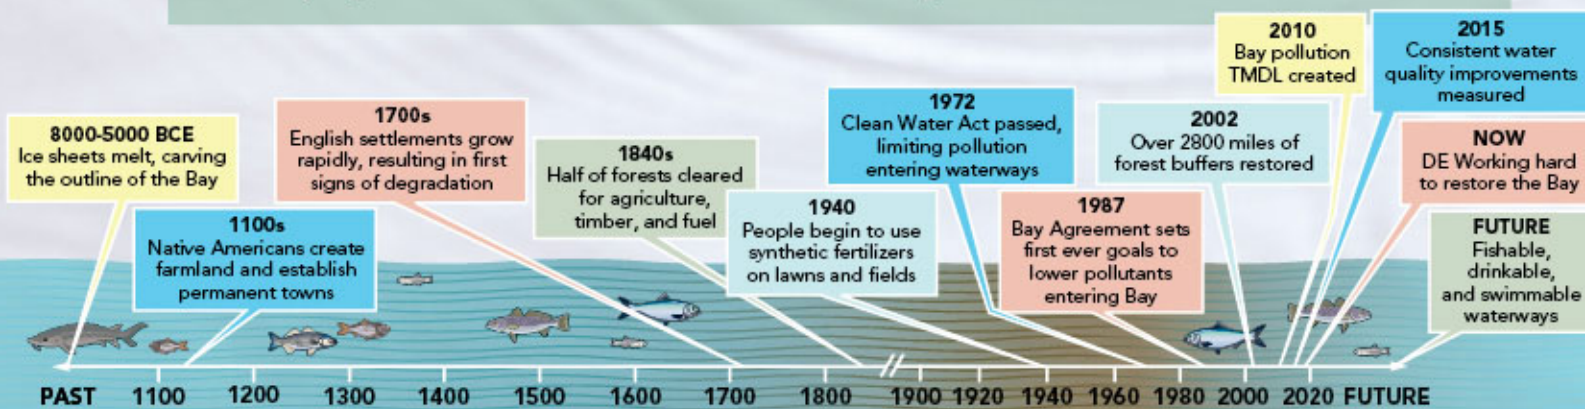 8000-5000 BCE
Ice sheets melt, carving
the outline of the Bay
1100s
Native Americans create
farmland and establish
permanent towns
1700s
English settlements grow
rapidly, resulting in first
signs of degradation
1840s
Half of forests cleared
for agriculture,
timber, and fuel
1940
People begin to use
synthetic fertilizers
on lawns and fields
1972
Clean Water Act passed,
limiting pollution
entering waterways
1987
Bay Agreement sets
first ever goals to
lower pollutants
entering Bay
2002
Over 2800 miles of
forest buffers restored
2010
Bay pollution
TMDL created
2015
Consistent water
quality improvements
measured
NOW
DE Working hard
to restore the Bay
FUTURE
Fishable,
drinkable,
and swimmable
waterways
PAST 1100 1200 1300 1400 1500 1600 1700 1800 1900 1920 1940 1960 1980 2000 2020 FUTURE